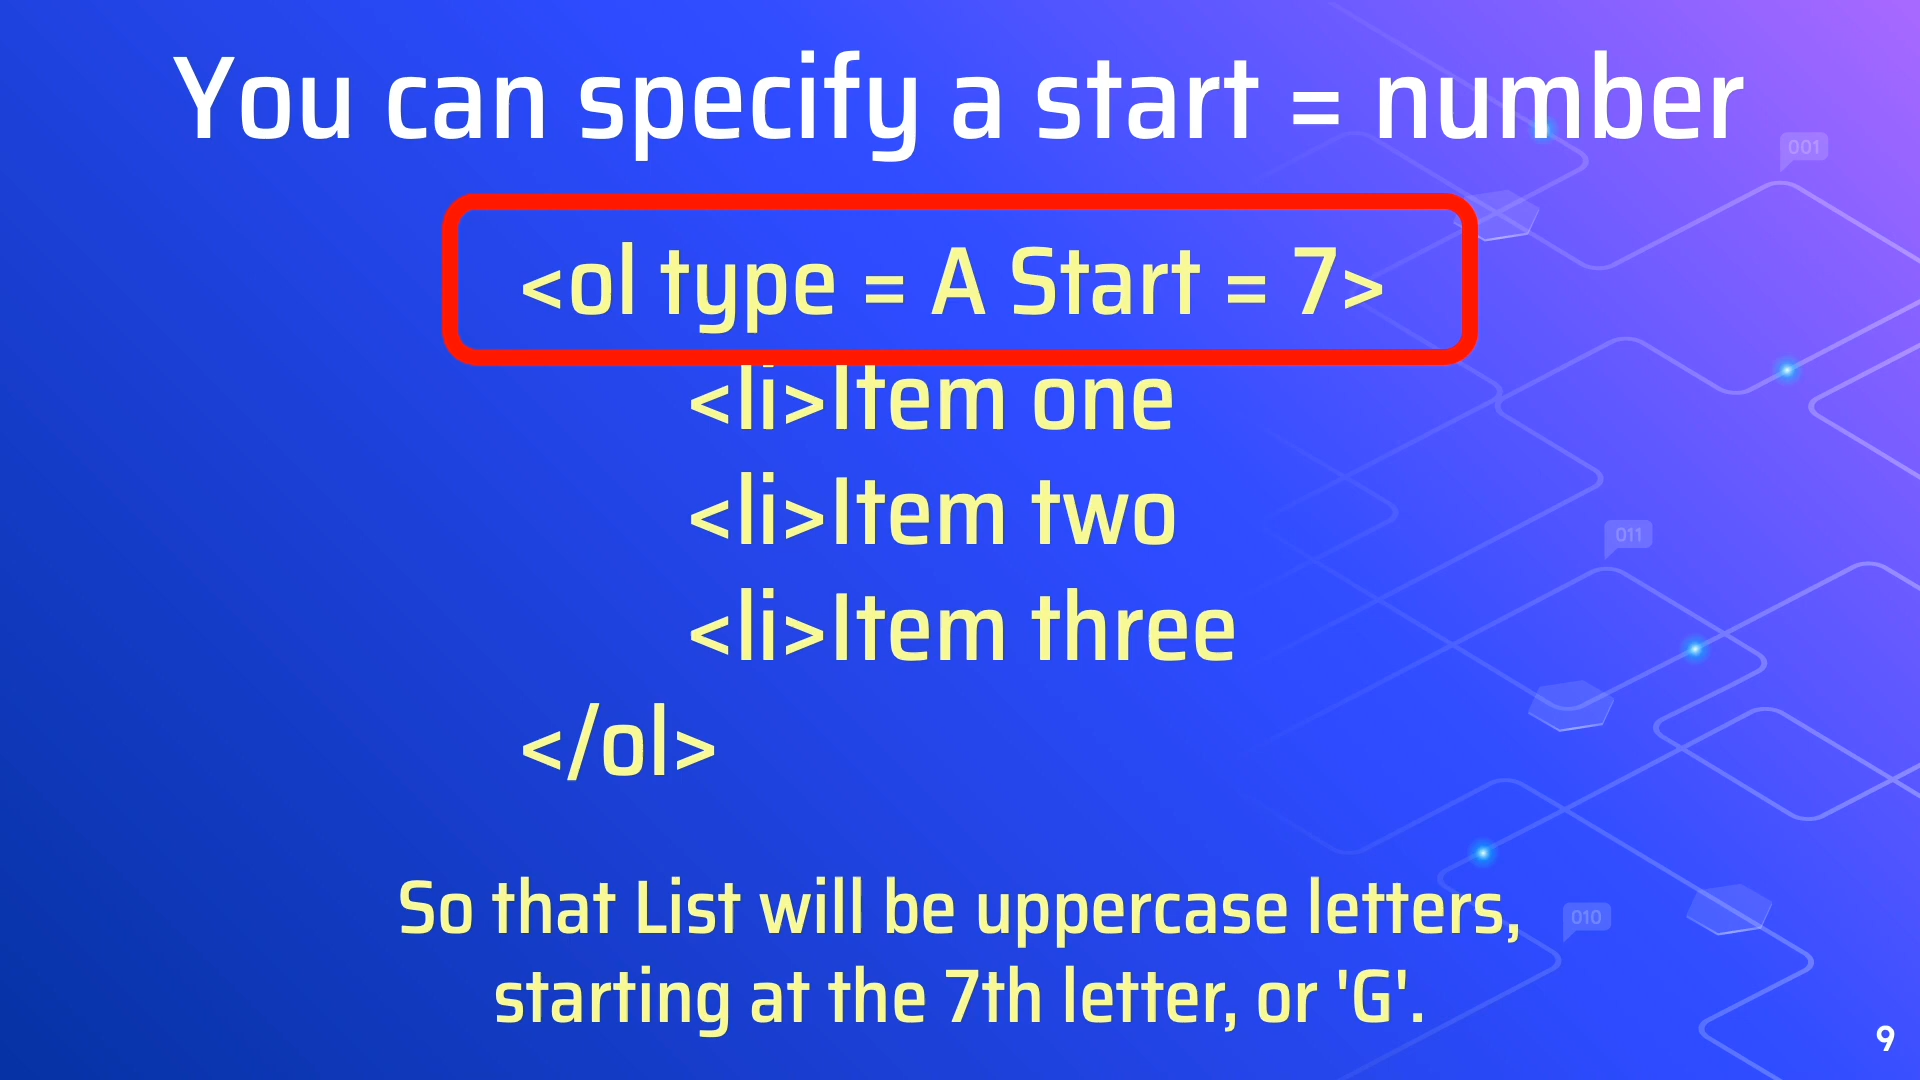 You can specify a start = number
001
<ol type = A Start = 7>
<li>Item one
<li>Item two
011
<li>Item three
</ol>
So that List will be uppercase letters,
010
starting at the 7th letter, or 'G'.
9